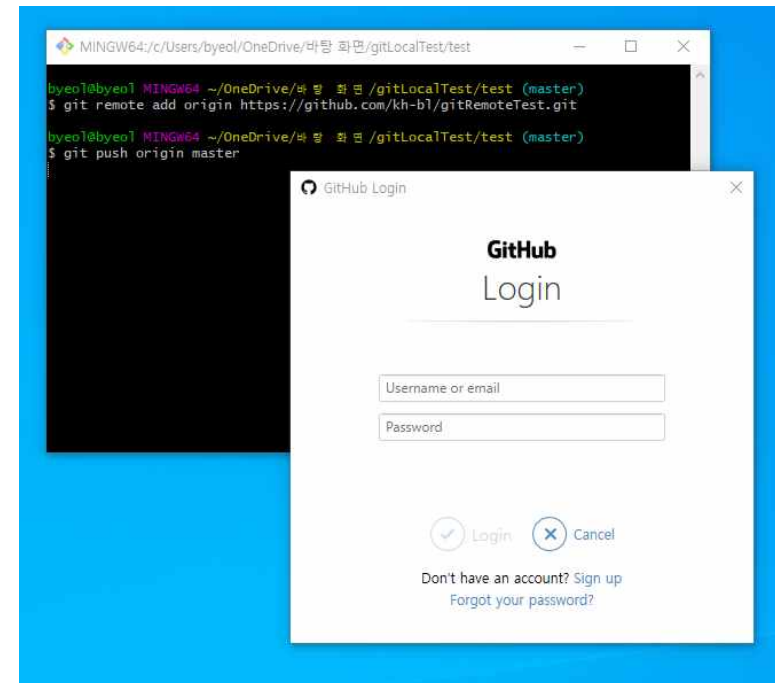 MINGW64:/c/Users/byeol/OneDrive/바탕 화면/gitLocalTest/test
byeol@byeol MINGW64 ~/OneDrive/바탕 화면/gitLocalTest/test (master)
$ git remote add origin https://github.com/kh-bl/gitRemoteTest.git
byeol@byeol MINGW64 ~/OneDrive/바탕 화면/gitLocalTest/test (master)
$ git push origin master
GitHub Login
GitHub
Login
Username or email
Password
Login Cancel
Don't have an account? Sign up
Forgot your password?